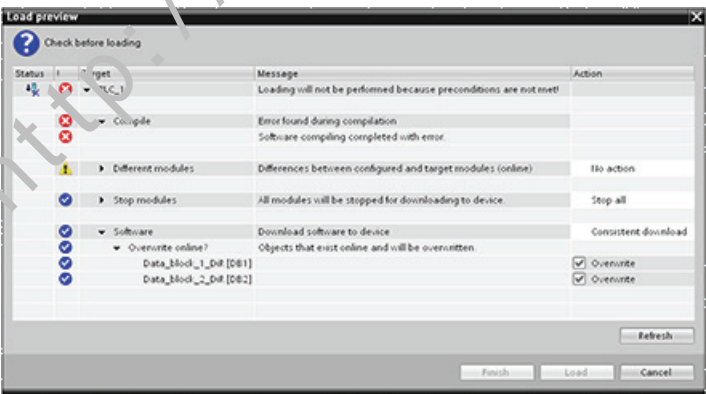 Load preview
Check before loading
Status ! Target Message Action
PLC_1 Loading will not be performed because preconditions are not met!
Compile Error found during compilation
Software compiling completed with error.
Different modules Differences between configured and target modules (online) No action
Stop modules All modules will be stopped for downloading to device. Stop all
Software Download software to device Consistent download
Overwrite online? Objects that exist online and will be overwritten.
Data_block_1_Dif [DB1] Overwrite
Data_block_2_Dif [DB2] Overwrite
Refresh
Finish Load Cancel
http:/